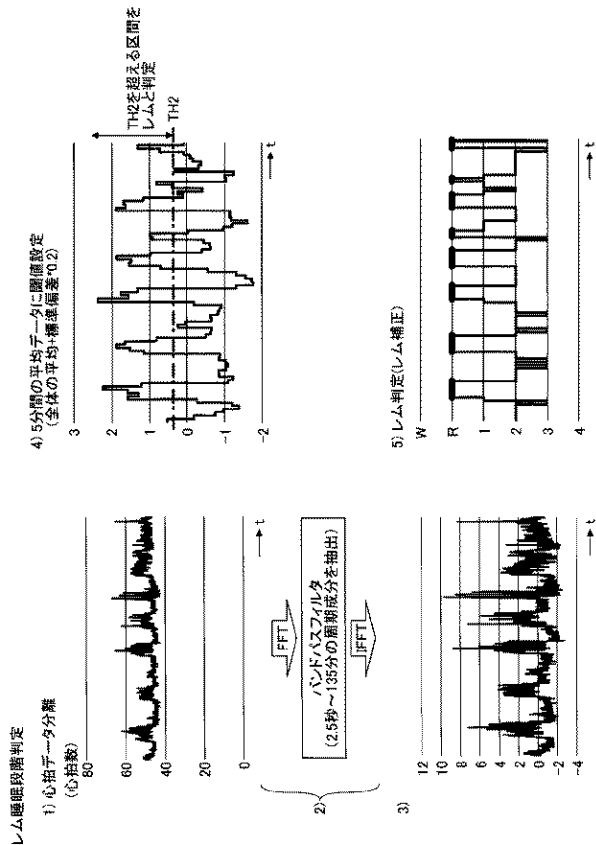 レム睡眠段階判定
1) 心拍データ分離
(心拍数)
80
60
40
20
0
t
2)
FFT
バンドパスフィルタ
(2.5秒～135分の周期成分を抽出)
IFFT
3)
12
10
8
6
4
2
0
-2
-4
t
4) 5分間の平均データに閾値設定
(全体の平均+標準偏差*0.2)
3
2
1
0
-1
-2
TH2を超える区間を
レムと判定
TH2
t
5) レム判定(レム補正)
W
R
1
2
3
4
t